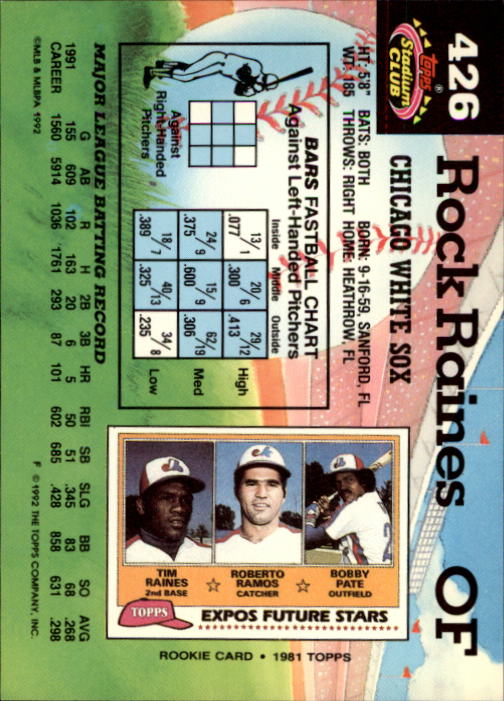 426
topps®
Stadium
CLUB
Rock Raines OF
CHICAGO WHITE SOX
HT: 5'8" BATS: BOTH BORN: 9-16-59, SANFORD, FL
WT: 185 THROWS: RIGHT HOME: HEATHROW, FL
BARS FASTBALL CHART
Against Left-Handed Pitchers
Inside Middle Outside
13/1 .077 20/6 .300 29/12 .413 High
24/9 .375 15/9 .600 62/19 .306 Med
18/7 .389 40/13 .325 34/8 .235 Low
Against
Right-Handed
Pitchers
MAJOR LEAGUE BATTING RECORD
G AB R H 2B 3B HR RBI SB SLG BB SO AVG
1991 155 609 102 163 20 6 5 50 51 .345 83 68 .268
CAREER 1560 5914 1036 1761 293 87 101 602 685 .428 858 631 .298
©MLB & MLBPA 1992
F © 1992 THE TOPPS COMPANY, INC.
TIM
RAINES
2nd BASE
ROBERTO
RAMOS
CATCHER
BOBBY
PATE
OUTFIELD
TOPPS
EXPOS FUTURE STARS
ROOKIE CARD • 1981 TOPPS